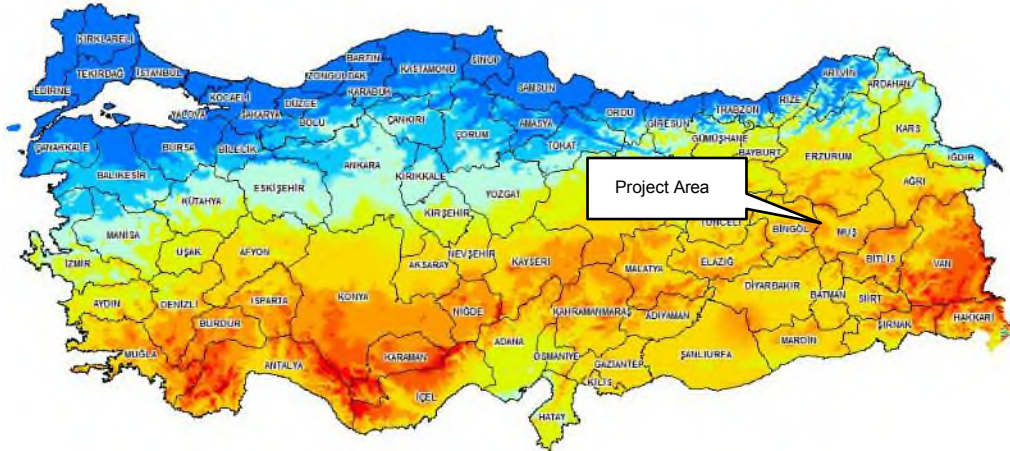 KIRKLARELİ
TEKİRDAĞ
İSTANBUL
EDİRNE
KOCAELİ
YALOVA
SAKARYA
DÜZCE
BOLU
ZONGULDAK
BARTIN
KARABÜK
KASTAMONU
SİNOP
SAMSUN
ÇANKIRI
ÇORUM
AMASYA
TOKAT
ORDU
GİRESUN
TRABZON
RİZE
ARTVİN
ARDAHAN
GÜMÜŞHANE
BAYBURT
ERZURUM
KARS
IĞDIR
AĞRI
ÇANAKKALE
BALIKESİR
BURSA
BİLECİK
KÜTAHYA
ESKİŞEHİR
ANKARA
KIRIKKALE
YOZGAT
KIRŞEHİR
Project Area
TUNCELİ
BİNGÖL
MUŞ
BİTLİS
VAN
MANİSA
İZMİR
UŞAK
AFYON
AKSARAY
NEVŞEHİR
KAYSERİ
MALATYA
ELAZIĞ
DİYARBAKIR
BATMAN
SİİRT
ŞIRNAK
HAKKARİ
AYDIN
DENİZLİ
ISPARTA
BURDUR
KONYA
NİĞDE
KAHRAMANMARAŞ
ADIYAMAN
MARDİN
MUĞLA
ANTALYA
KARAMAN
İÇEL
ADANA
OSMANİYE
GAZİANTEP
KİLİS
ŞANLIURFA
HATAY